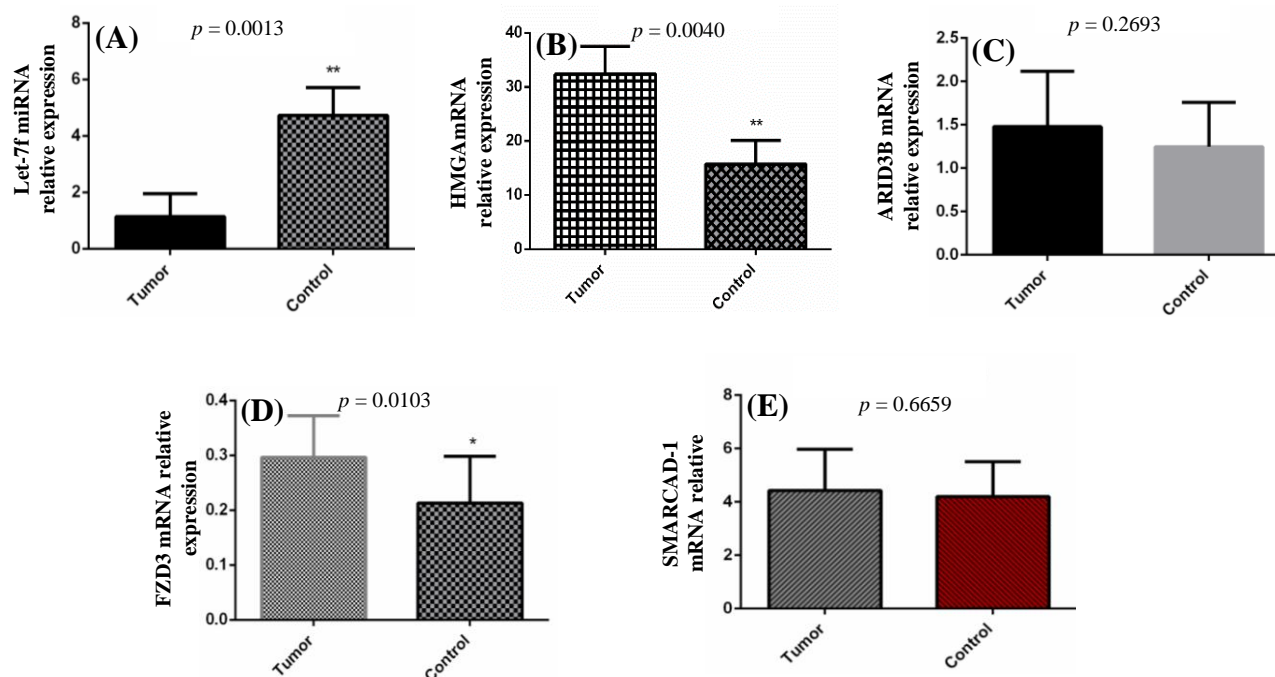 (A)
p = 0.0013
Let-7f miRNA
relative expression
8
6
4
2
0
**
Tumor
Control
(B)
p = 0.0040
HMGAmRNA
relative expression
40
30
20
10
0
**
Tumor
Control
(C)
p = 0.2693
ARID3B mRNA
relative expression
2.5
2.0
1.5
1.0
0.5
0.0
Tumor
Control
(D)
p = 0.0103
FZD3 mRNA relative
expression
0.4
0.3
0.2
0.1
0.0
*
Tumor
Control
(E)
p = 0.6659
SMARCAD-1
mRNA relative
8
6
4
2
0
Tumor
Control